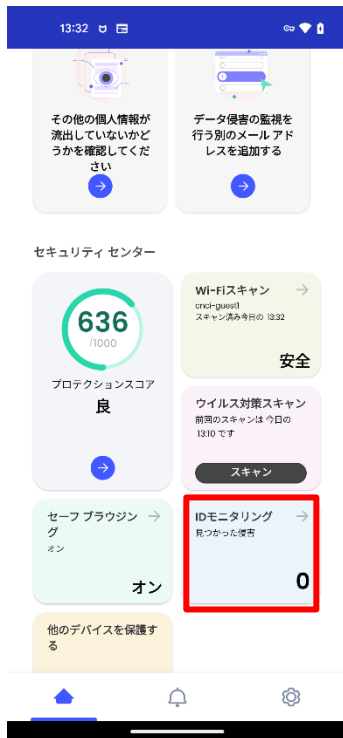 13:32
その他の個人情報が
流出していないかど
うかを確認してくだ
さい
データ侵害の監視を
行う別のメール アド
レスを追加する
セキュリティ センター
636
/1000
プロテクションスコア
良
Wi-Fiスキャン
cnci-guest1
スキャン済み今日の 13:32
安全
ウイルス対策スキャン
前回のスキャンは 今日の
13:10 です
スキャン
セーフ ブラウジン
グ
オン
オン
IDモニタリング
見つかった侵害
0
他のデバイスを保護す
る